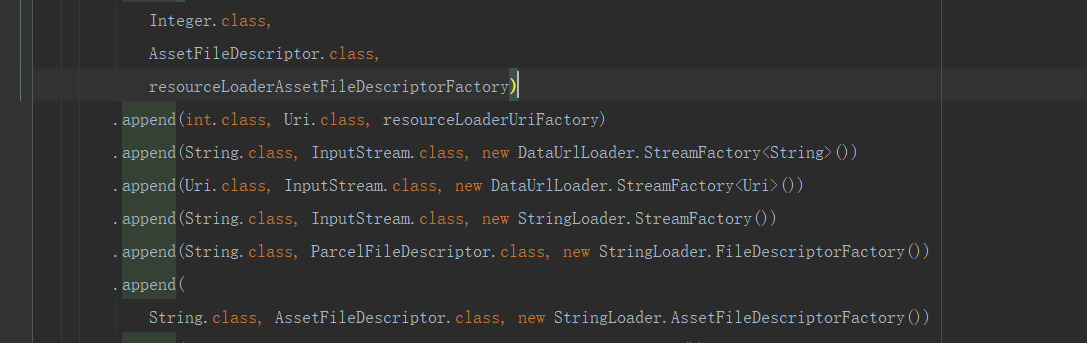 Integer.class,
AssetFileDescriptor.class,
resourceLoaderAssetFileDescriptorFactory)
.append(int.class, Uri.class, resourceLoaderUriFactory)
.append(String.class, InputStream.class, new DataUrlLoader.StreamFactory<String>())
.append(Uri.class, InputStream.class, new DataUrlLoader.StreamFactory<Uri>())
.append(String.class, InputStream.class, new StringLoader.StreamFactory())
.append(String.class, ParcelFileDescriptor.class, new StringLoader.FileDescriptorFactory())
.append(
String.class, AssetFileDescriptor.class, new StringLoader.AssetFileDescriptorFactory())